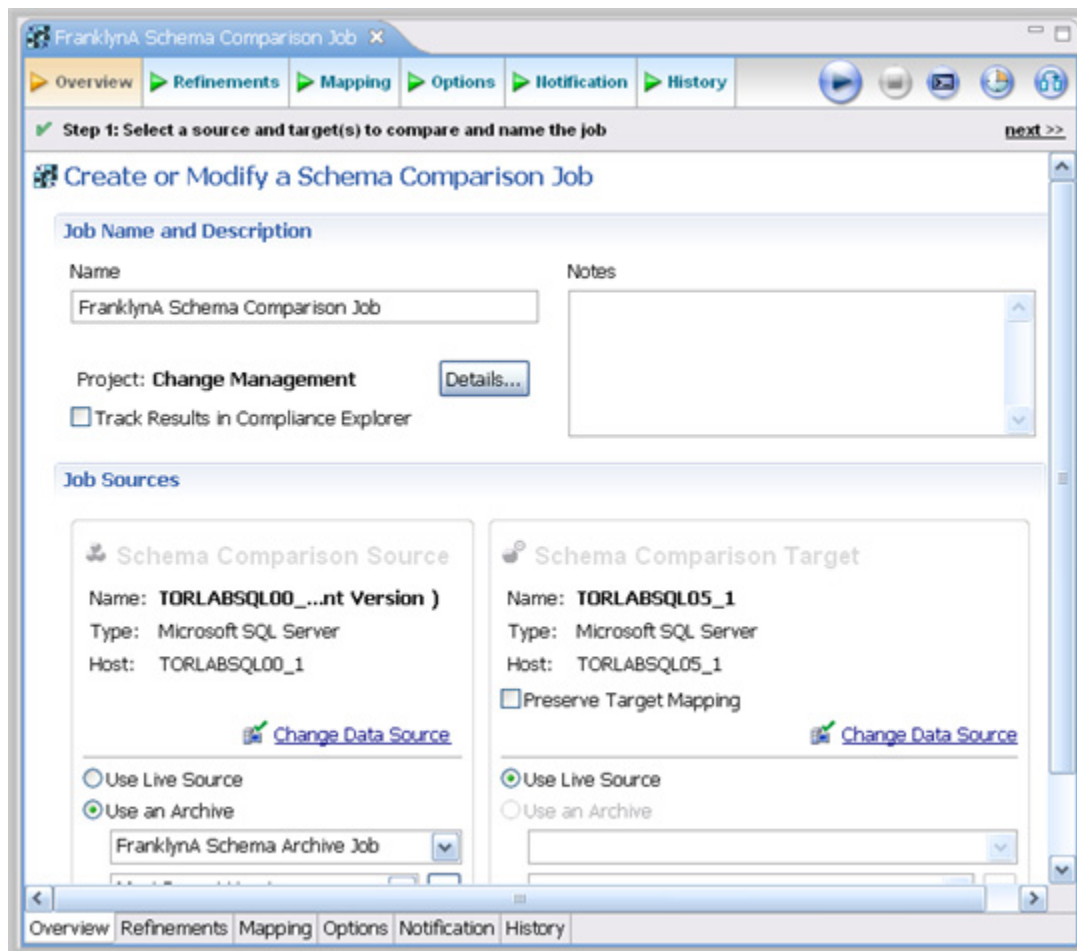 FranklynA Schema Comparison Job
Overview Refinements Mapping Options Notification History
Step 1: Select a source and target(s) to compare and name the job next >>
Create or Modify a Schema Comparison Job
Job Name and Description
Name Notes
FranklynA Schema Comparison Job
Project: Change Management Details...
Track Results in Compliance Explorer
Job Sources
Schema Comparison Source
Name: TORLABSQL00_...nt Version )
Type: Microsoft SQL Server
Host: TORLABSQL00_1
Change Data Source
Use Live Source
Use an Archive
FranklynA Schema Archive Job
Schema Comparison Target
Name: TORLABSQL05_1
Type: Microsoft SQL Server
Host: TORLABSQL05_1
Preserve Target Mapping
Change Data Source
Use Live Source
Use an Archive
Overview Refinements Mapping Options Notification History